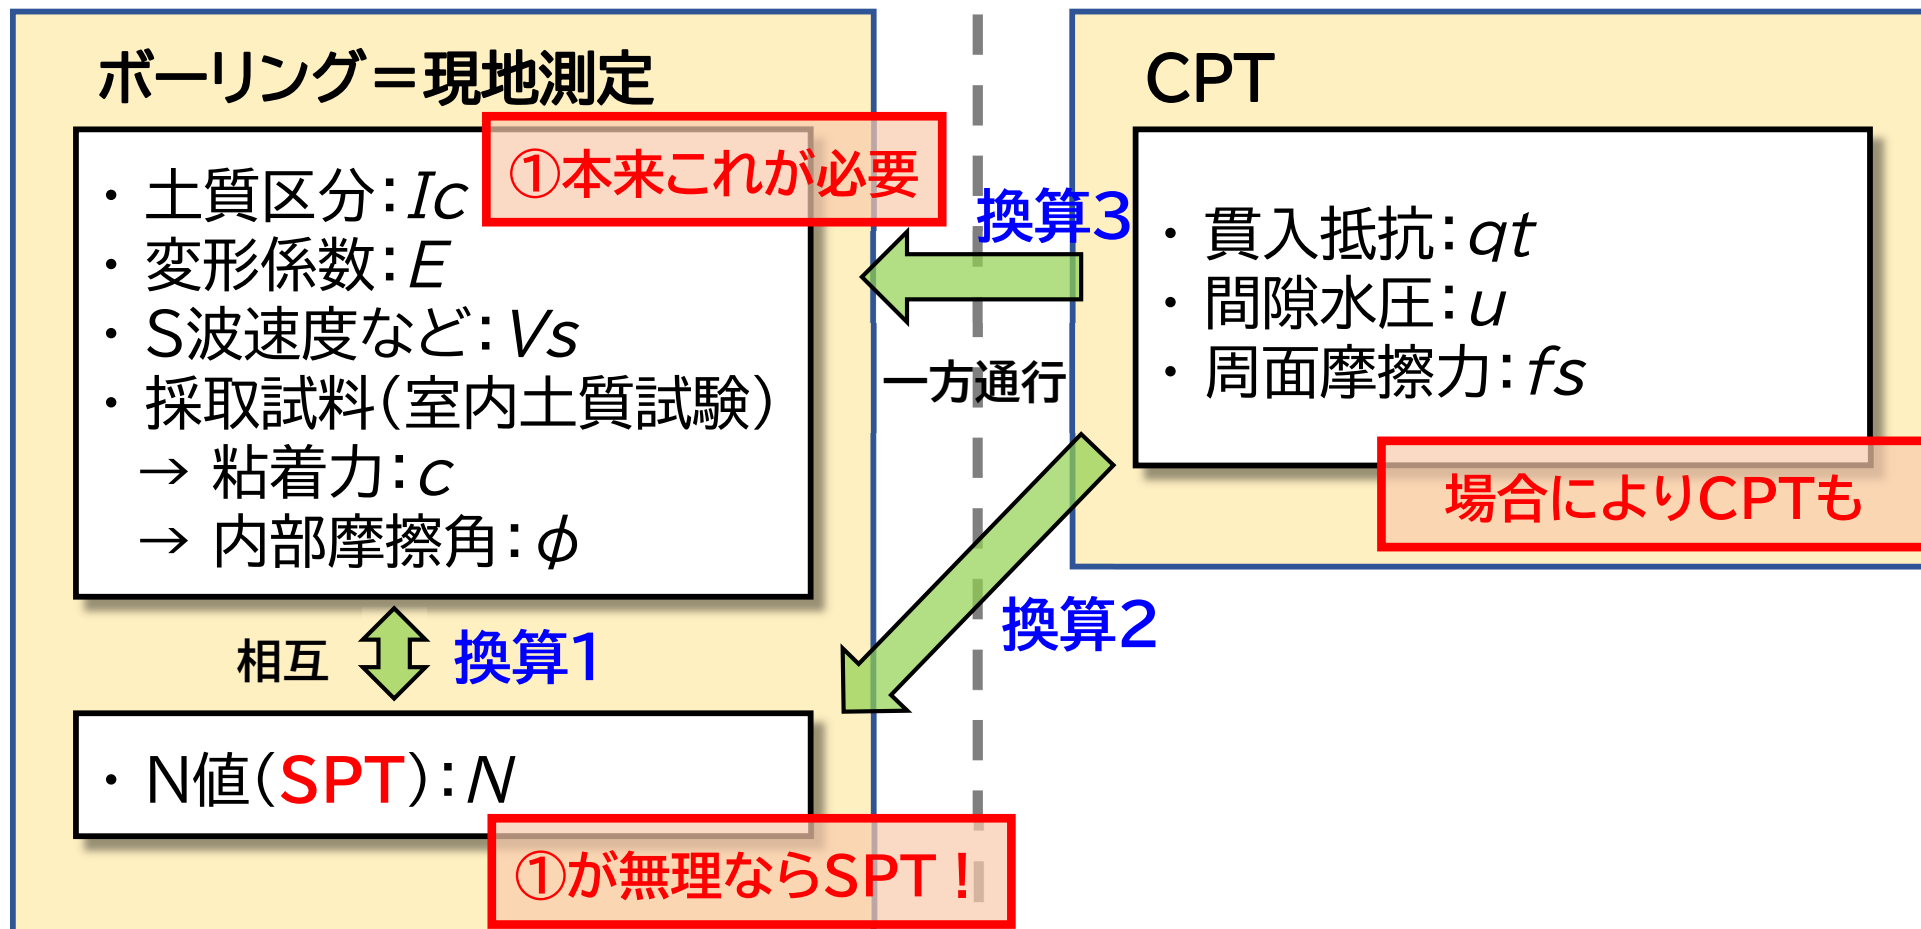 ボーリング＝現地測定
①本来これが必要
・ 土質区分：Ic
・ 変形係数：E
・ S波速度など：Vs
・ 採取試料（室内土質試験）
→ 粘着力：c
→ 内部摩擦角：ϕ
相互
換算1
・ N値（SPT）：N
①が無理ならSPT！
換算3
一方通行
換算2
CPT
・ 貫入抵抗：qt
・ 間隙水圧：u
・ 周面摩擦力：fs
場合によりCPTも